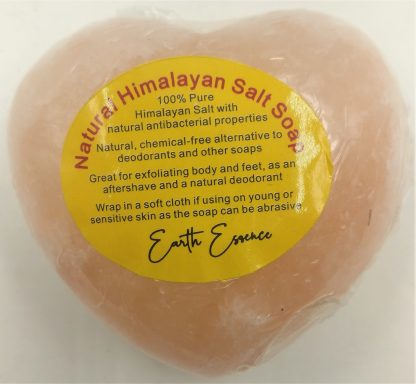 Natural Himalayan Salt Soap
100% Pure
Himalayan Salt with
natural antibacterial properties
Natural, chemical-free alternative to
deodorants and other soaps
Great for exfoliating body and feet, as an
aftershave and a natural deodorant
Wrap in a soft cloth if using on young or
sensitive skin as the soap can be abrasive
Earth Essence